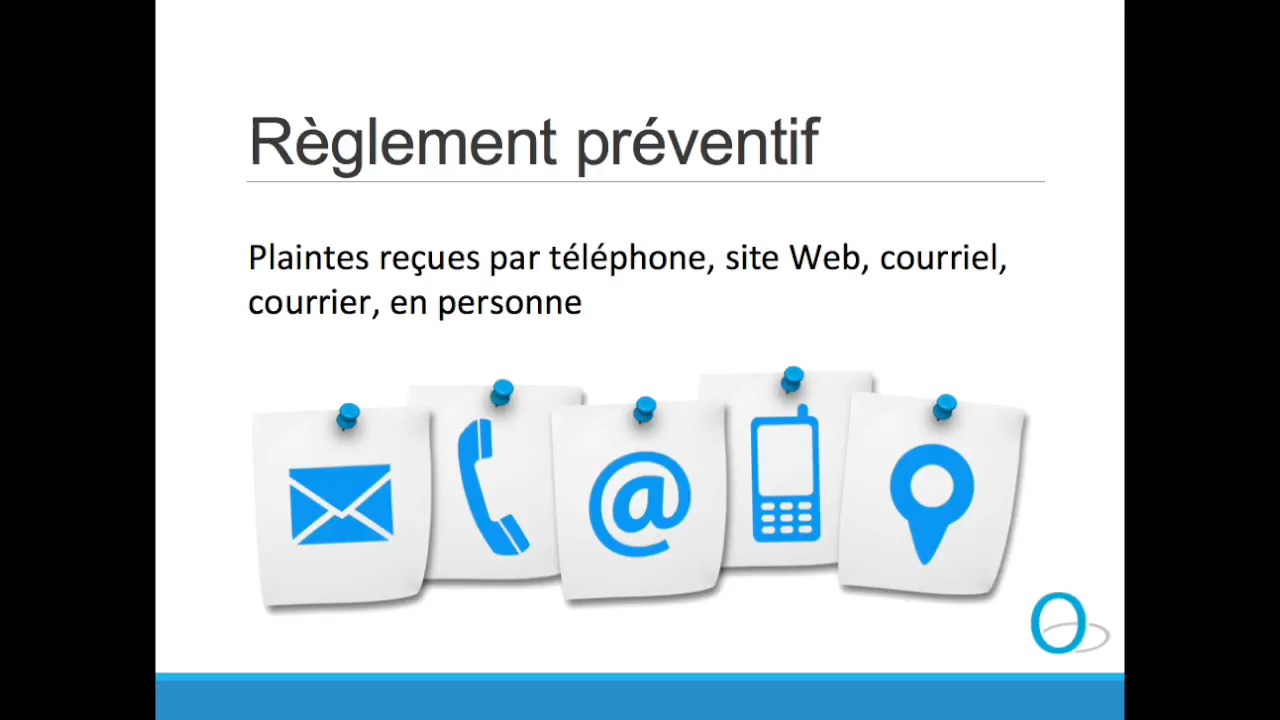 Règlement préventif
Plaintes reçues par téléphone, site Web, courriel,
courrier, en personne
@
O